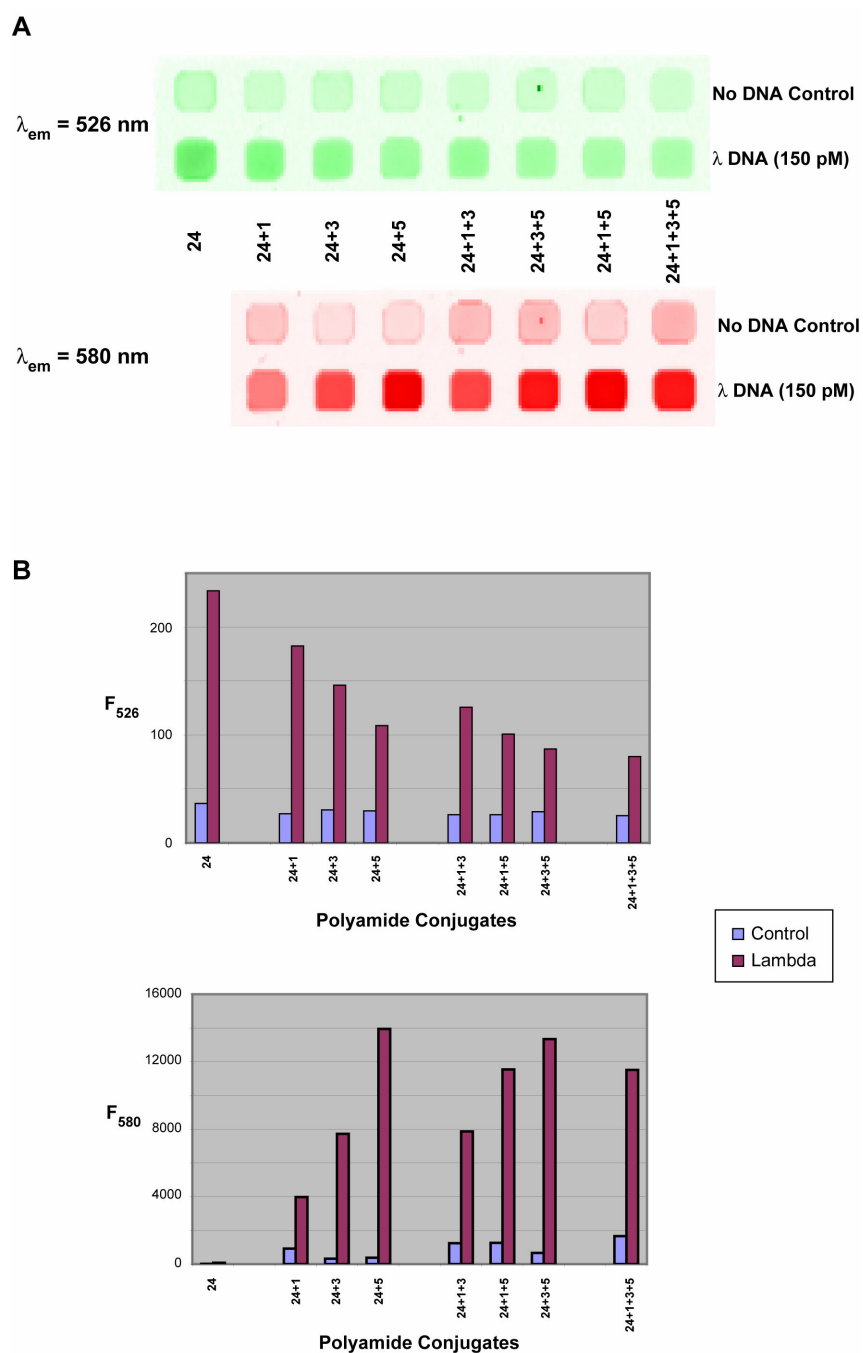 A
No DNA Control
λem = 526 nm
λ DNA (150 pM)
24
24+1
24+3
24+5
24+1+3
24+3+5
24+1+5
24+1+3+5
No DNA Control
λem = 580 nm
λ DNA (150 pM)
B
200
F526
100
0
24
24+1
24+3
24+5
24+1+3
24+1+5
24+3+5
24+1+3+5
Polyamide Conjugates
Control
Lambda
16000
12000
F580
8000
4000
0
24
24+1
24+3
24+5
24+1+3
24+1+5
24+3+5
24+1+3+5
Polyamide Conjugates